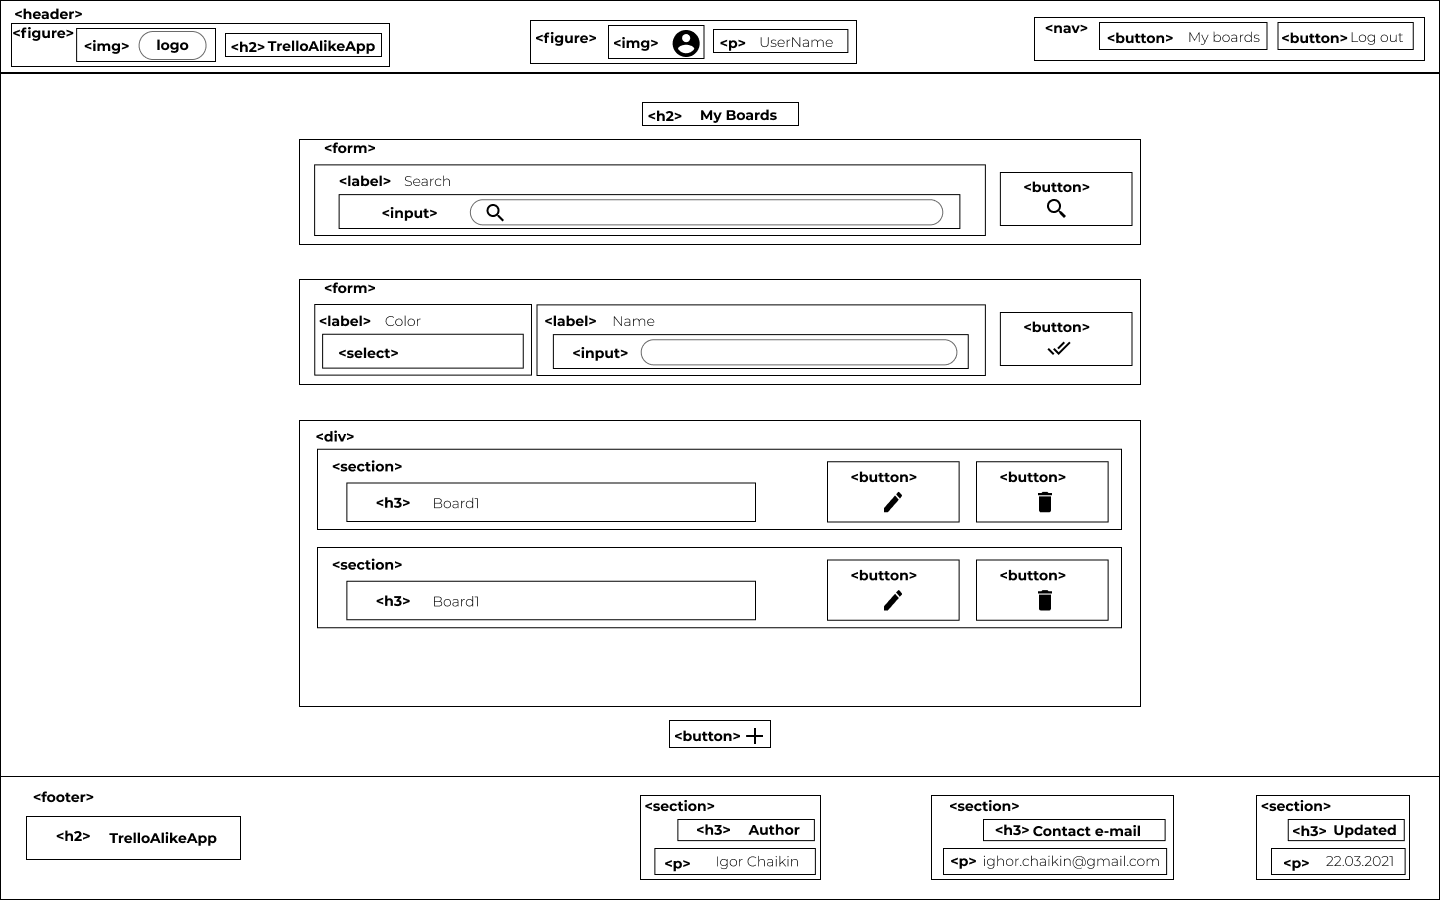 <header>
<figure> <img> logo <h2> TrelloAlikeApp
<figure> <img> <p> UserName
<nav> <button> My boards <button> Log out
<h2> My Boards
<form>
<label> Search
<input>
<button>
<form>
<label> Color
<select>
<label> Name
<input>
<button>
<div>
<section>
<h3> Board1
<button>
<button>
<section>
<h3> Board1
<button>
<button>
<button>
<footer>
<h2> TrelloAlikeApp
<section>
<h3> Author
<p> Igor Chaikin
<section>
<h3> Contact e-mail
<p> ighor.chaikin@gmail.com
<section>
<h3> Updated
<p> 22.03.2021